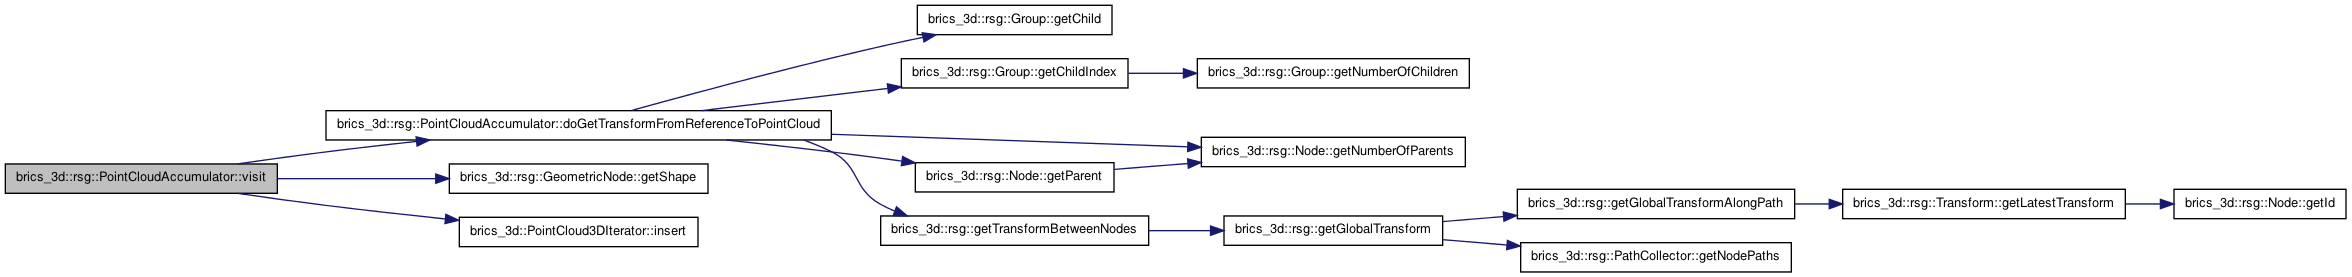 brics_3d::rsg::Group::getChild
brics_3d::rsg::Group::getChildIndex
brics_3d::rsg::Group::getNumberOfChildren
brics_3d::rsg::PointCloudAccumulator::doGetTransformFromReferenceToPointCloud
brics_3d::rsg::Node::getNumberOfParents
brics_3d::rsg::PointCloudAccumulator::visit
brics_3d::rsg::GeometricNode::getShape
brics_3d::rsg::Node::getParent
brics_3d::rsg::getGlobalTransformAlongPath
brics_3d::rsg::Transform::getLatestTransform
brics_3d::rsg::Node::getId
brics_3d::PointCloud3DIterator::insert
brics_3d::rsg::getTransformBetweenNodes
brics_3d::rsg::getGlobalTransform
brics_3d::rsg::PathCollector::getNodePaths